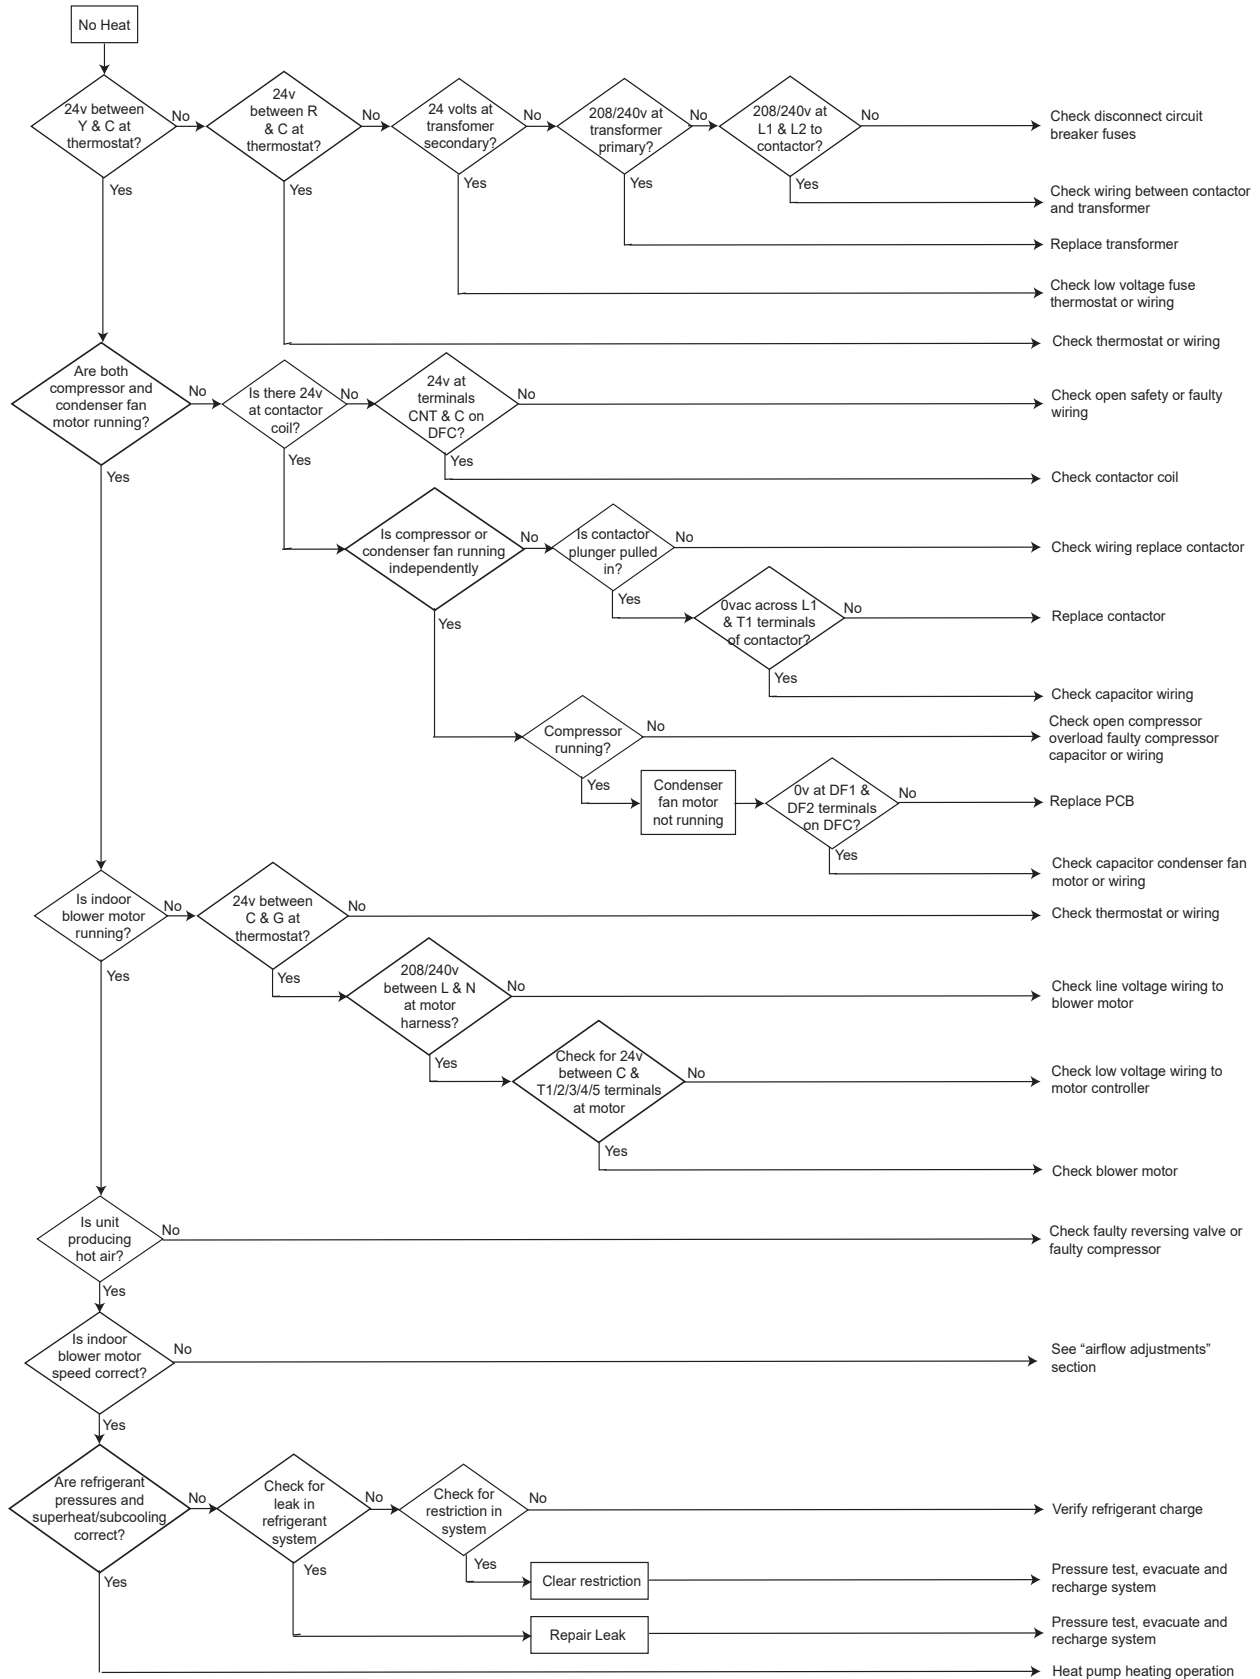 No Heat
24v between
Y & C at
thermostat?
No
24v
between R
& C at
thermostat?
No
24 volts at
transfomer
secondary?
No
208/240v at
transformer
primary?
No
208/240v at
L1 & L2 to
contactor?
No
Check disconnect circuit
breaker fuses
Yes
Yes
Yes
Yes
Yes
Check wiring between contactor
and transformer
Replace transformer
Check low voltage fuse
thermostat or wiring
Check thermostat or wiring
Are both
compressor and
condenser fan
motor running?
No
Is there 24v
at contactor
coil?
No
24v at
terminals
CNT & C on
DFC?
No
Check open safety or faulty
wiring
Yes
Yes
Yes
Check contactor coil
Is compressor or
condenser fan running
independently
No
Is contactor
plunger pulled
in?
No
Check wiring replace contactor
Yes
Yes
0vac across L1
& T1 terminals
of contactor?
No
Replace contactor
Yes
Check capacitor wiring
Compressor
running?
No
Check open compressor
overload faulty compressor
capacitor or wiring
Yes
Condenser
fan motor
not running
0v at DF1 &
DF2 terminals
on DFC?
No
Replace PCB
Yes
Check capacitor condenser fan
motor or wiring
Is indoor
blower motor
running?
No
24v between
C & G at
thermostat?
No
Check thermostat or wiring
Yes
Yes
208/240v
between L & N
at motor
harness?
No
Check line voltage wiring to
blower motor
Yes
Check for 24v
between C &
T1/2/3/4/5 terminals
at motor
No
Check low voltage wiring to
motor controller
Yes
Check blower motor
Is unit
producing
hot air?
No
Check faulty reversing valve or
faulty compressor
Yes
Is indoor
blower motor
speed correct?
No
See “airflow adjustments”
section
Yes
Are refrigerant
pressures and
superheat/subcooling
correct?
No
Check for
leak in
refrigerant
system
No
Check for
restriction in
system
No
Verify refrigerant charge
Yes
Yes
Yes
Clear restriction
Pressure test, evacuate and
recharge system
Repair Leak
Pressure test, evacuate and
recharge system
Heat pump heating operation